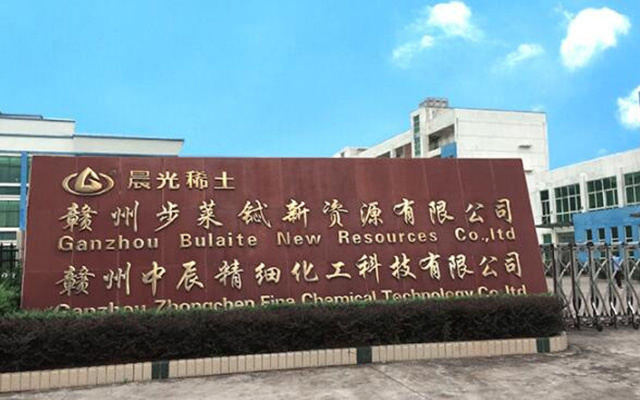 晨光稀土
赣州步莱铽新资源有限公司
Ganzhou Bulaite New Resources Co.,ltd
赣州中辰精细化工科技有限公司
Ganzhou Zhongchen Fine Chemical Technology Co.,ltd